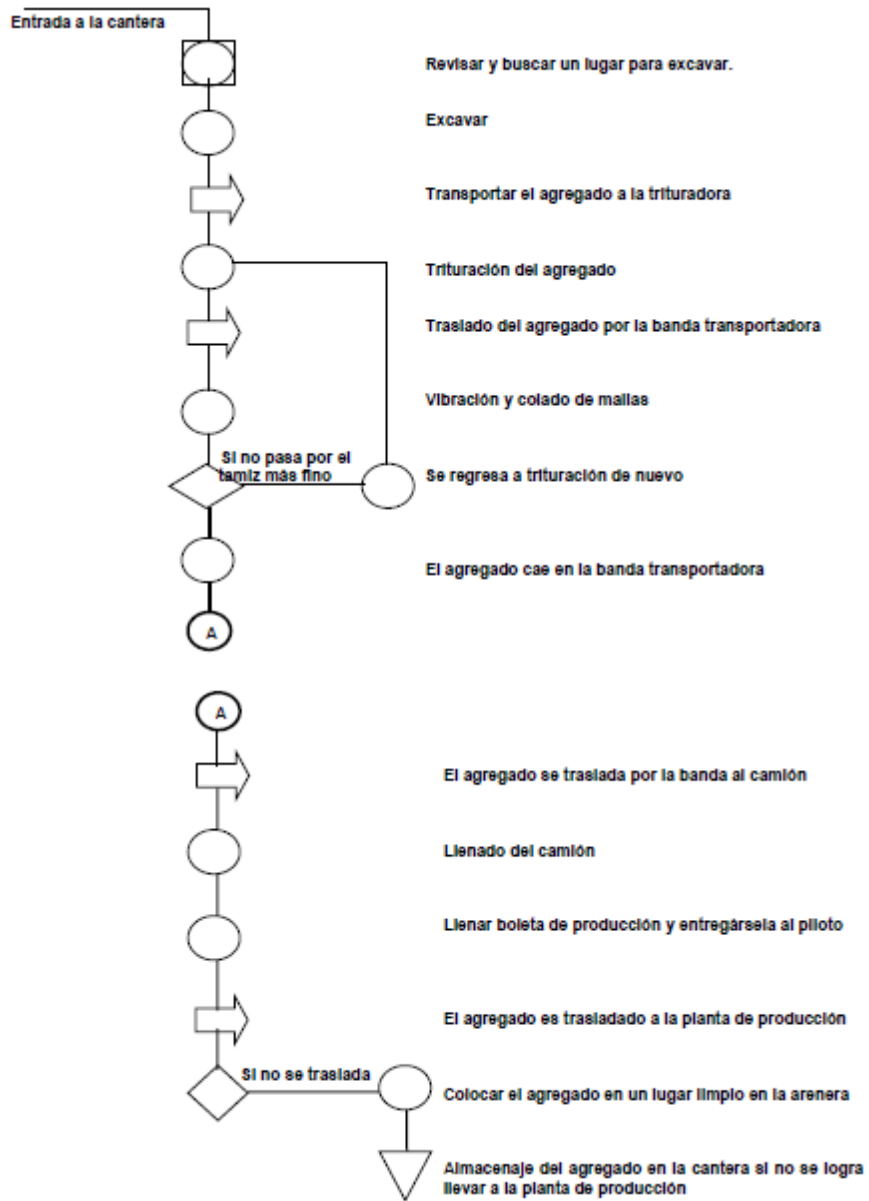 Entrada a la cantera
Revisar y buscar un lugar para excavar.
Excavar
Transportar el agregado a la trituradora
Trituración del agregado
Traslado del agregado por la banda transportadora
Vibración y colado de mallas
Si no pasa por el
tamiz más fino
Se regresa a trituración de nuevo
El agregado cae en la banda transportadora
A
A
El agregado se traslada por la banda al camión
Llenado del camión
Llenar boleta de producción y entregársela al piloto
El agregado es trasladado a la planta de producción
Si no se traslada
Colocar el agregado en un lugar limpio en la arenera
Almacenaje del agregado en la cantera si no se logra
llevar a la planta de producción